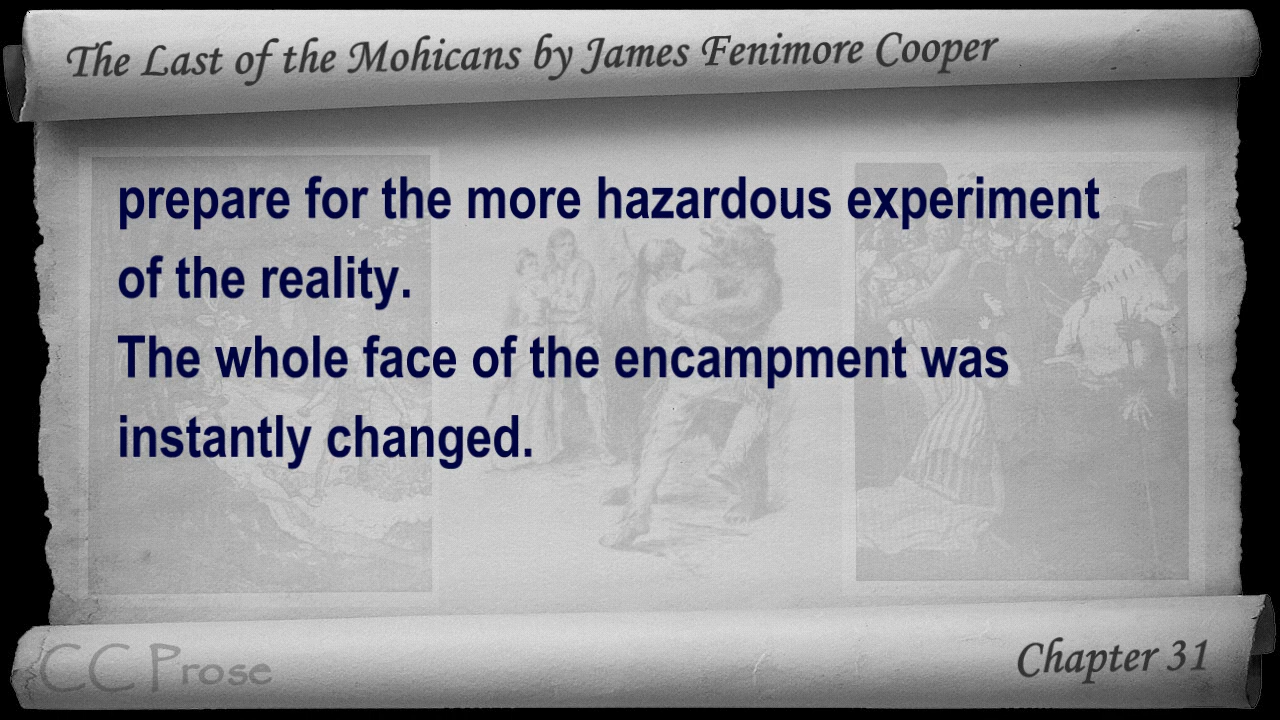 The Last of the Mohicans by James Fenimore Cooper
prepare for the more hazardous experiment
of the reality.
The whole face of the encampment was
instantly changed.
CC Prose
Chapter 31